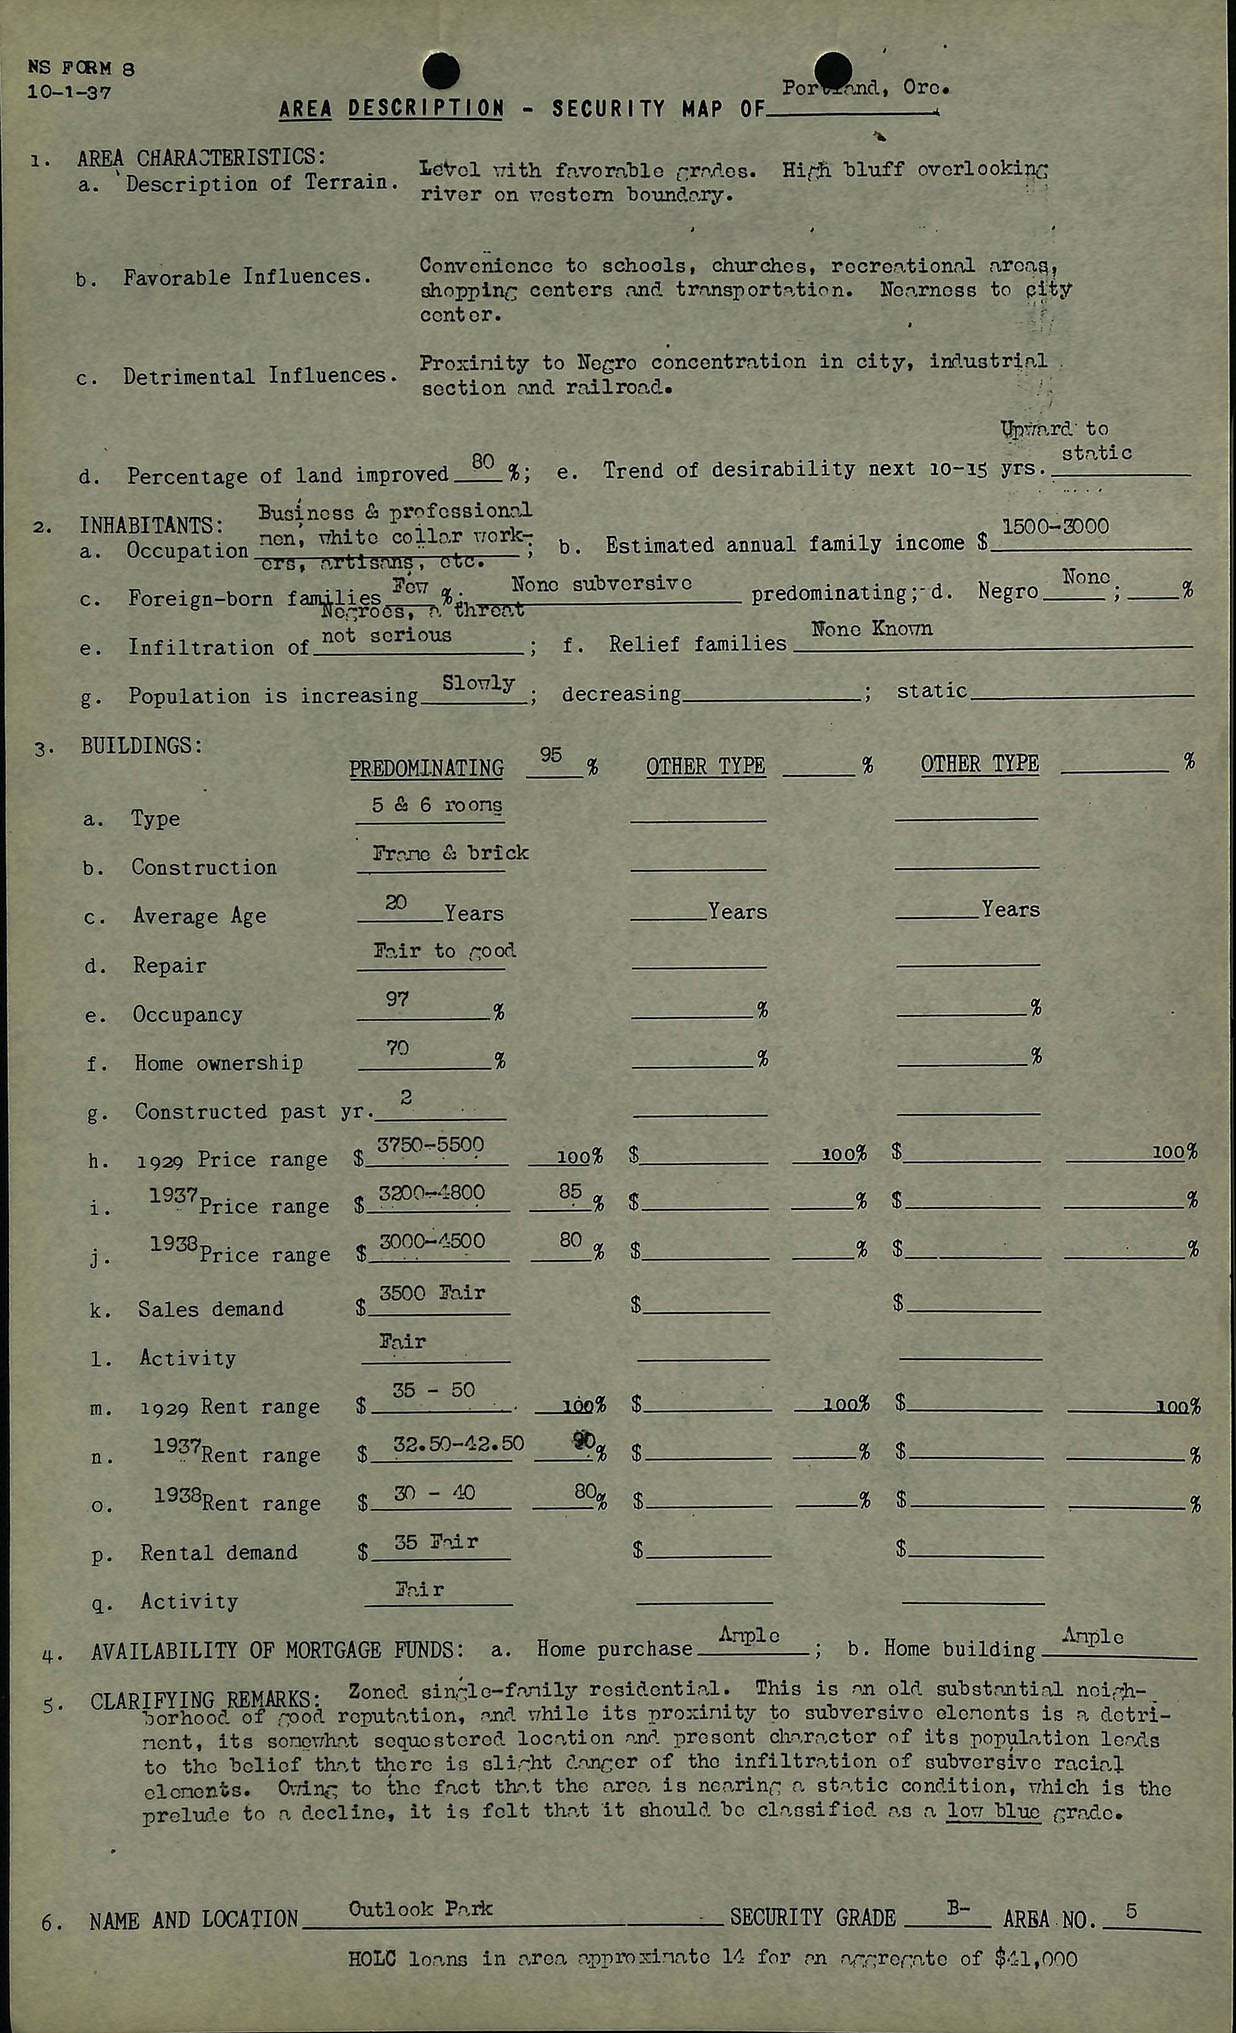 NS FORM 8
10-1-37
Portland, Ore.
AREA DESCRIPTION - SECURITY MAP OF
1. AREA CHARACTERISTICS:
a. Description of Terrain. Level with favorable grades. High bluff overlooking
river on western boundary.
b. Favorable Influences. Convenience to schools, churches, recreational areas,
shopping centers and transportation. Nearness to city
center.
c. Detrimental Influences. Proximity to Negro concentration in city, industrial
section and railroad.
Upward to
d. Percentage of land improved 80 %; e. Trend of desirability next 10-15 yrs. static
2. INHABITANTS: Business & professional
a. Occupation men, white collar work-
ers, artisans, etc. ; b. Estimated annual family income $ 1500-3000
c. Foreign-born families Few %; None subversive predominating; d. Negro None; %
Negroes, a threat
e. Infiltration of not serious ; f. Relief families None Known
g. Population is increasing Slowly ; decreasing ; static
3. BUILDINGS:
PREDOMINATING 95 % OTHER TYPE % OTHER TYPE %
a. Type 5 & 6 rooms
b. Construction Frame & brick
c. Average Age 20 Years Years Years
d. Repair Fair to good
e. Occupancy 97 % % %
f. Home ownership 70 % % %
g. Constructed past yr. 2
h. 1929 Price range $ 3750-5500 100% $ 100% $ 100%
i. 1937 Price range $ 3200-4800 85 % $ % $ %
j. 1938 Price range $ 3000-4500 80 % $ % $ %
k. Sales demand $ 3500 Fair $ $
l. Activity Fair
m. 1929 Rent range $ 35 - 50 100% $ 100% $ 100%
n. 1937 Rent range $ 32.50-42.50 90% $ % $ %
o. 1938 Rent range $ 30 - 40 80% $ % $ %
p. Rental demand $ 35 Fair $ $
q. Activity Fair
4. AVAILABILITY OF MORTGAGE FUNDS: a. Home purchase Ample ; b. Home building Ample
5. CLARIFYING REMARKS: Zoned single-family residential. This is an old substantial neigh-
borhood of good reputation, and while its proximity to subversive elements is a detri-
ment, its somewhat sequestered location and present character of its population leads
to the belief that there is slight danger of the infiltration of subversive racial
elements. Owing to the fact that the area is nearing a static condition, which is the
prelude to a decline, it is felt that it should be classified as a low blue grade.
6. NAME AND LOCATION Outlook Park SECURITY GRADE B- AREA NO. 5
HOLC loans in area approximate 14 for an aggregate of $41,000